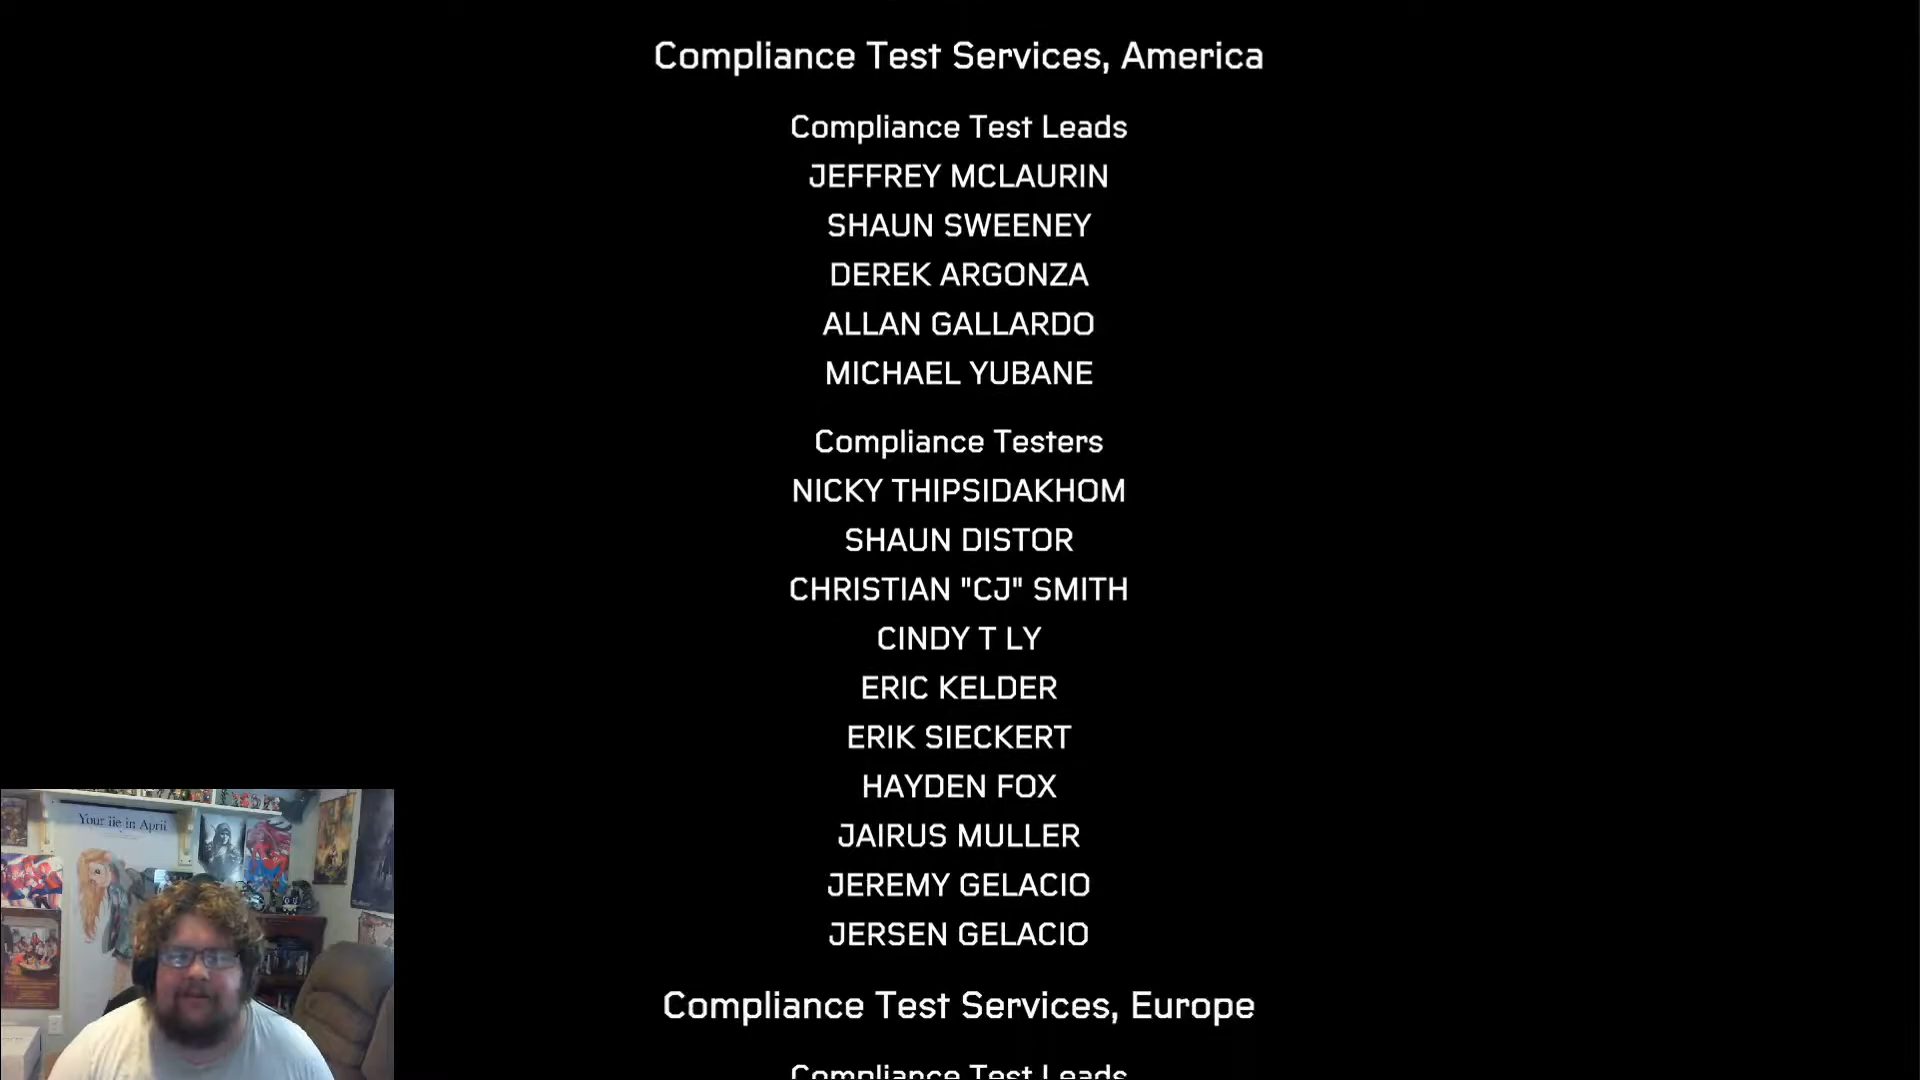 Compliance Test Services, America
Compliance Test Leads
JEFFREY MCLAURIN
SHAUN SWEENEY
DEREK ARGONZA
ALLAN GALLARDO
MICHAEL YUBANE
Compliance Testers
NICKY THIPSIDAKHOM
SHAUN DISTOR
CHRISTIAN "CJ" SMITH
CINDY T LY
ERIC KELDER
ERIK SIECKERT
HAYDEN FOX
JAIRUS MULLER
JEREMY GELACIO
JERSEN GELACIO
Compliance Test Services, Europe
Compliance Test Leads
Your lie in April